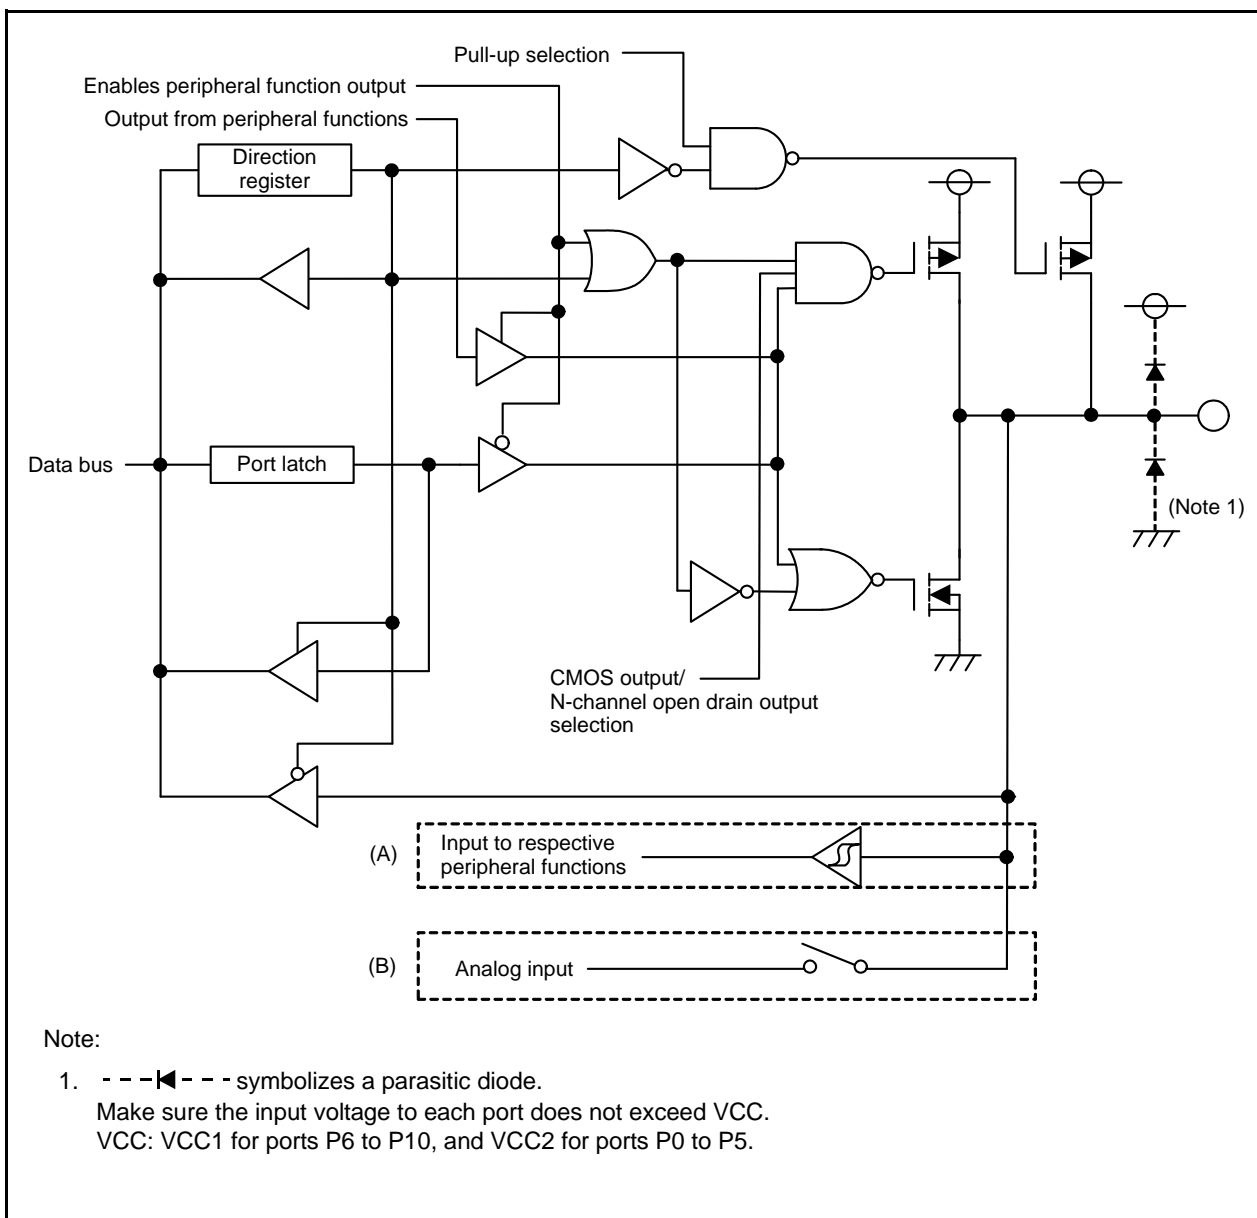 Pull-up selection
Enables peripheral function output
Output from peripheral functions
Direction
register
Data bus
Port latch
(Note 1)
CMOS output/
N-channel open drain output
selection
(A)
Input to respective
peripheral functions
(B)
Analog input
Note:
1. symbolizes a parasitic diode.
Make sure the input voltage to each port does not exceed VCC.
VCC: VCC1 for ports P6 to P10, and VCC2 for ports P0 to P5.